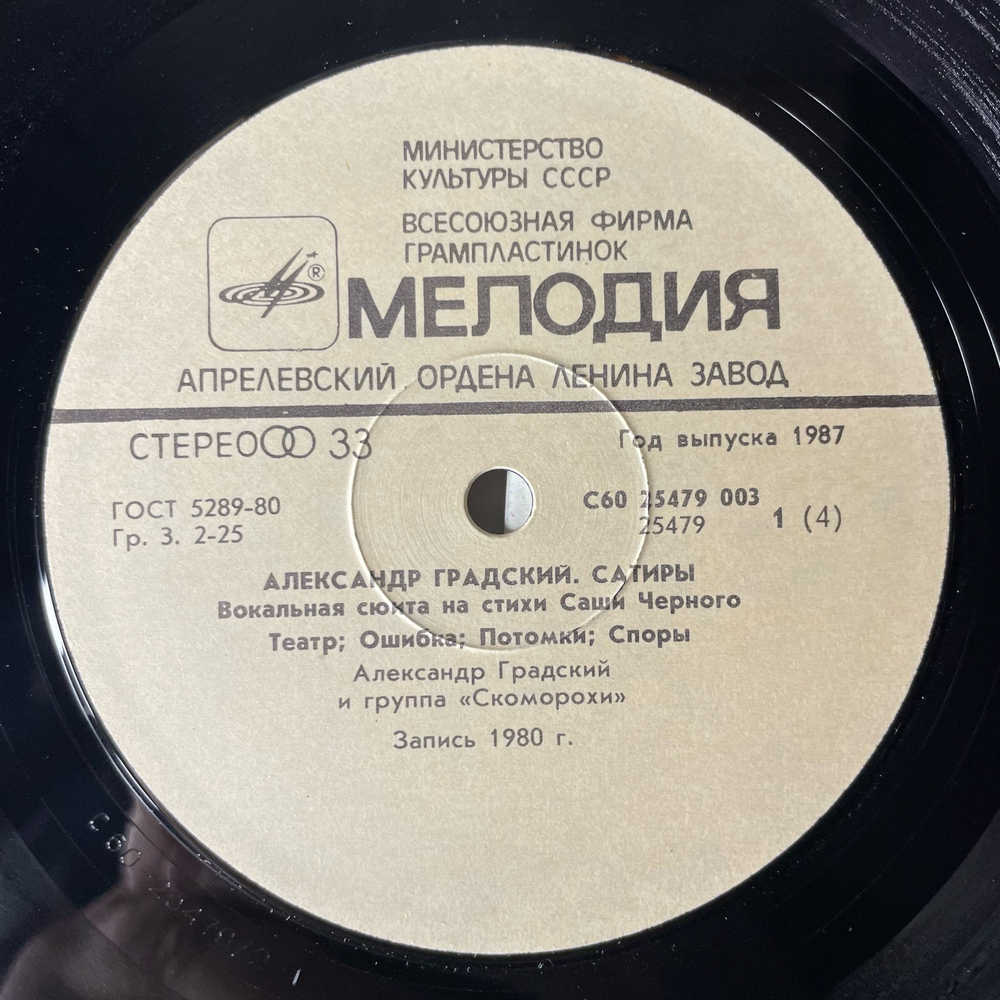 МИНИСТЕРСТВО
КУЛЬТУРЫ СССР
ВСЕСОЮЗНАЯ ФИРМА
ГРАМПЛАСТИНОК
®
МЕЛОДИЯ
АПРЕЛЕВСКИЙ ОРДЕНА ЛЕНИНА ЗАВОД
СТЕРЕО 33
Год выпуска 1987
ГОСТ 5289-80
Гр. 3. 2-25
С60 25479 003
25479
1 (4)
АЛЕКСАНДР ГРАДСКИЙ. САТИРЫ
Вокальная сюита на стихи Саши Черного
Театр; Ошибка; Потомки; Споры
Александр Градский
и группа «Скоморохи»
Запись 1980 г.
С 60